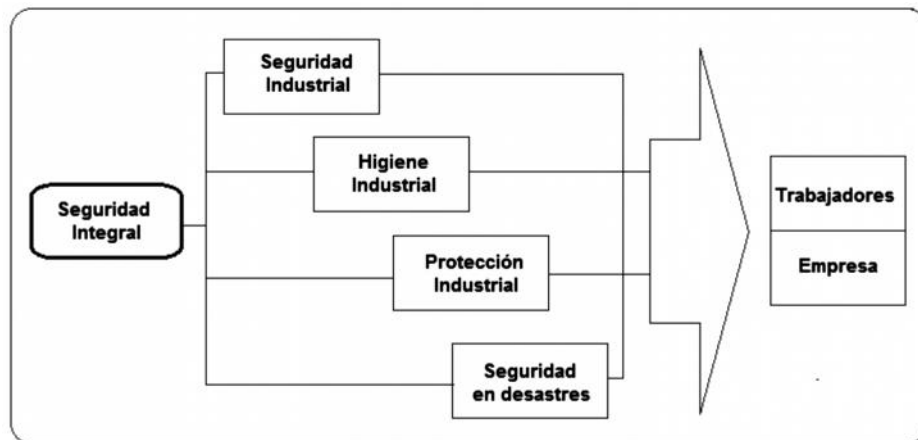 Seguridad
Industrial
Higiene
Industrial
Seguridad
Integral
Trabajadores
Protección
Industrial
Empresa
Seguridad
en desastres